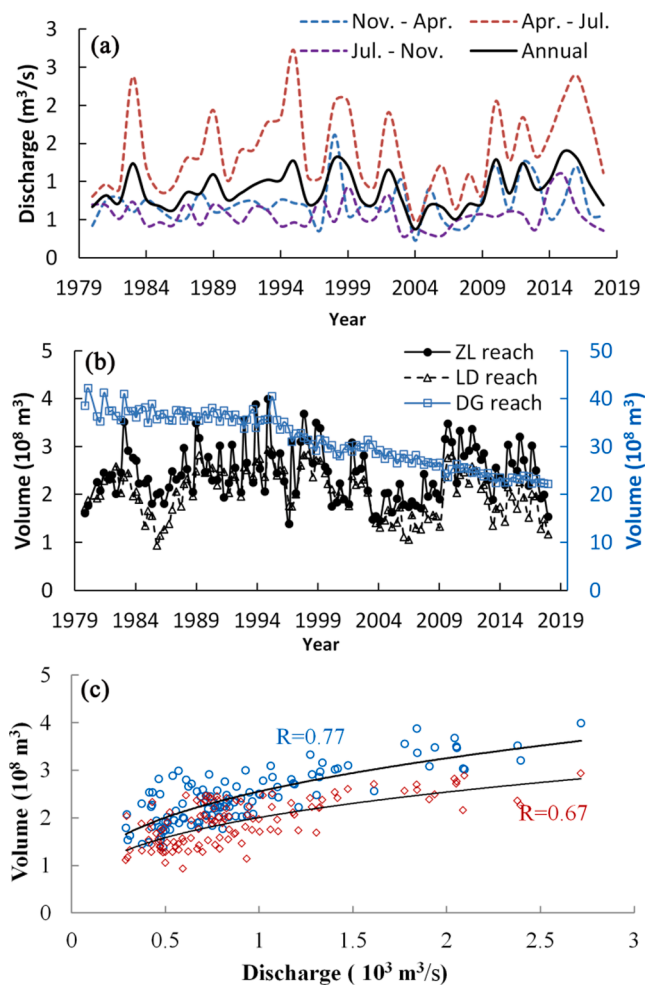 (a)
Nov. - Apr.
Apr. - Jul.
Jul. - Nov.
Annual
Discharge (m³/s)
3
3
2
2
1
1
0
1979 1984 1989 1994 1999 2004 2009 2014 2019
Year
(b)
ZL reach
LD reach
DG reach
Volume (10⁸ m³)
5
4
3
2
1
0
Volume (10⁸ m³)
50
40
30
20
10
0
1979 1984 1989 1994 1999 2004 2009 2014 2019
Year
(c)
R=0.77
R=0.67
Volume (10⁸ m³)
5
4
3
2
1
0
0 0.5 1 1.5 2 2.5 3
Discharge ( 10³ m³/s)